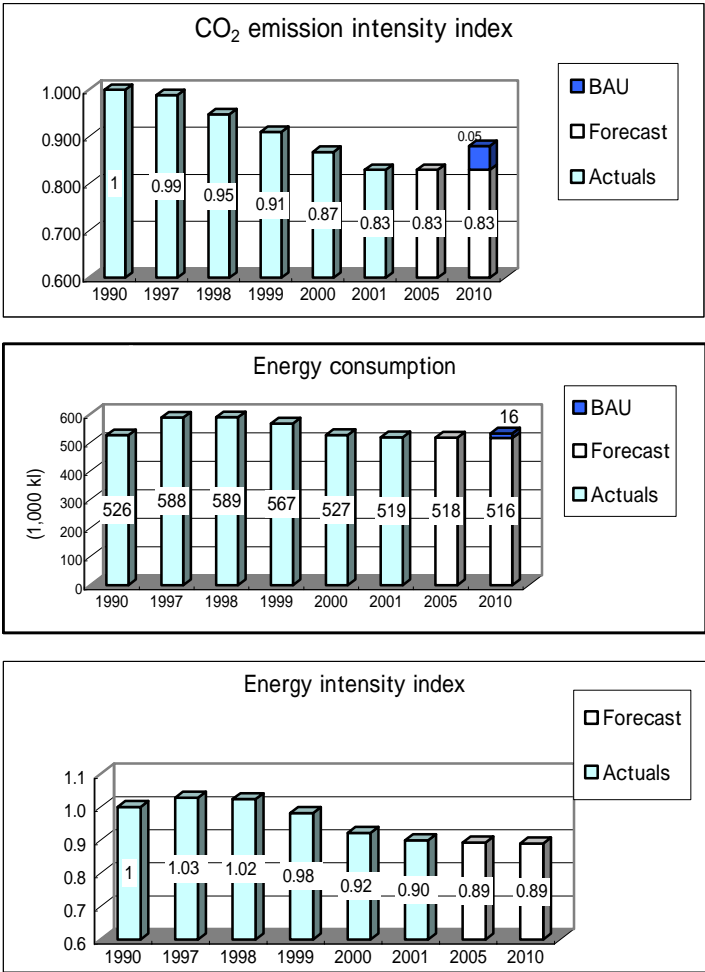 CO₂ emission intensity index
1.000
0.900
0.800
0.700
0.600
1
0.99
0.95
0.91
0.87
0.83
0.83
0.83
0.05
1990 1997 1998 1999 2000 2001 2005 2010
BAU
Forecast
Actuals
Energy consumption
(1,000 kl)
600
500
400
300
200
100
0
526
588
589
567
527
519
518
516
16
1990 1997 1998 1999 2000 2001 2005 2010
BAU
Forecast
Actuals
Energy intensity index
1.1
1.0
0.9
0.8
0.7
0.6
1
1.03
1.02
0.98
0.92
0.90
0.89
0.89
1990 1997 1998 1999 2000 2001 2005 2010
Forecast
Actuals